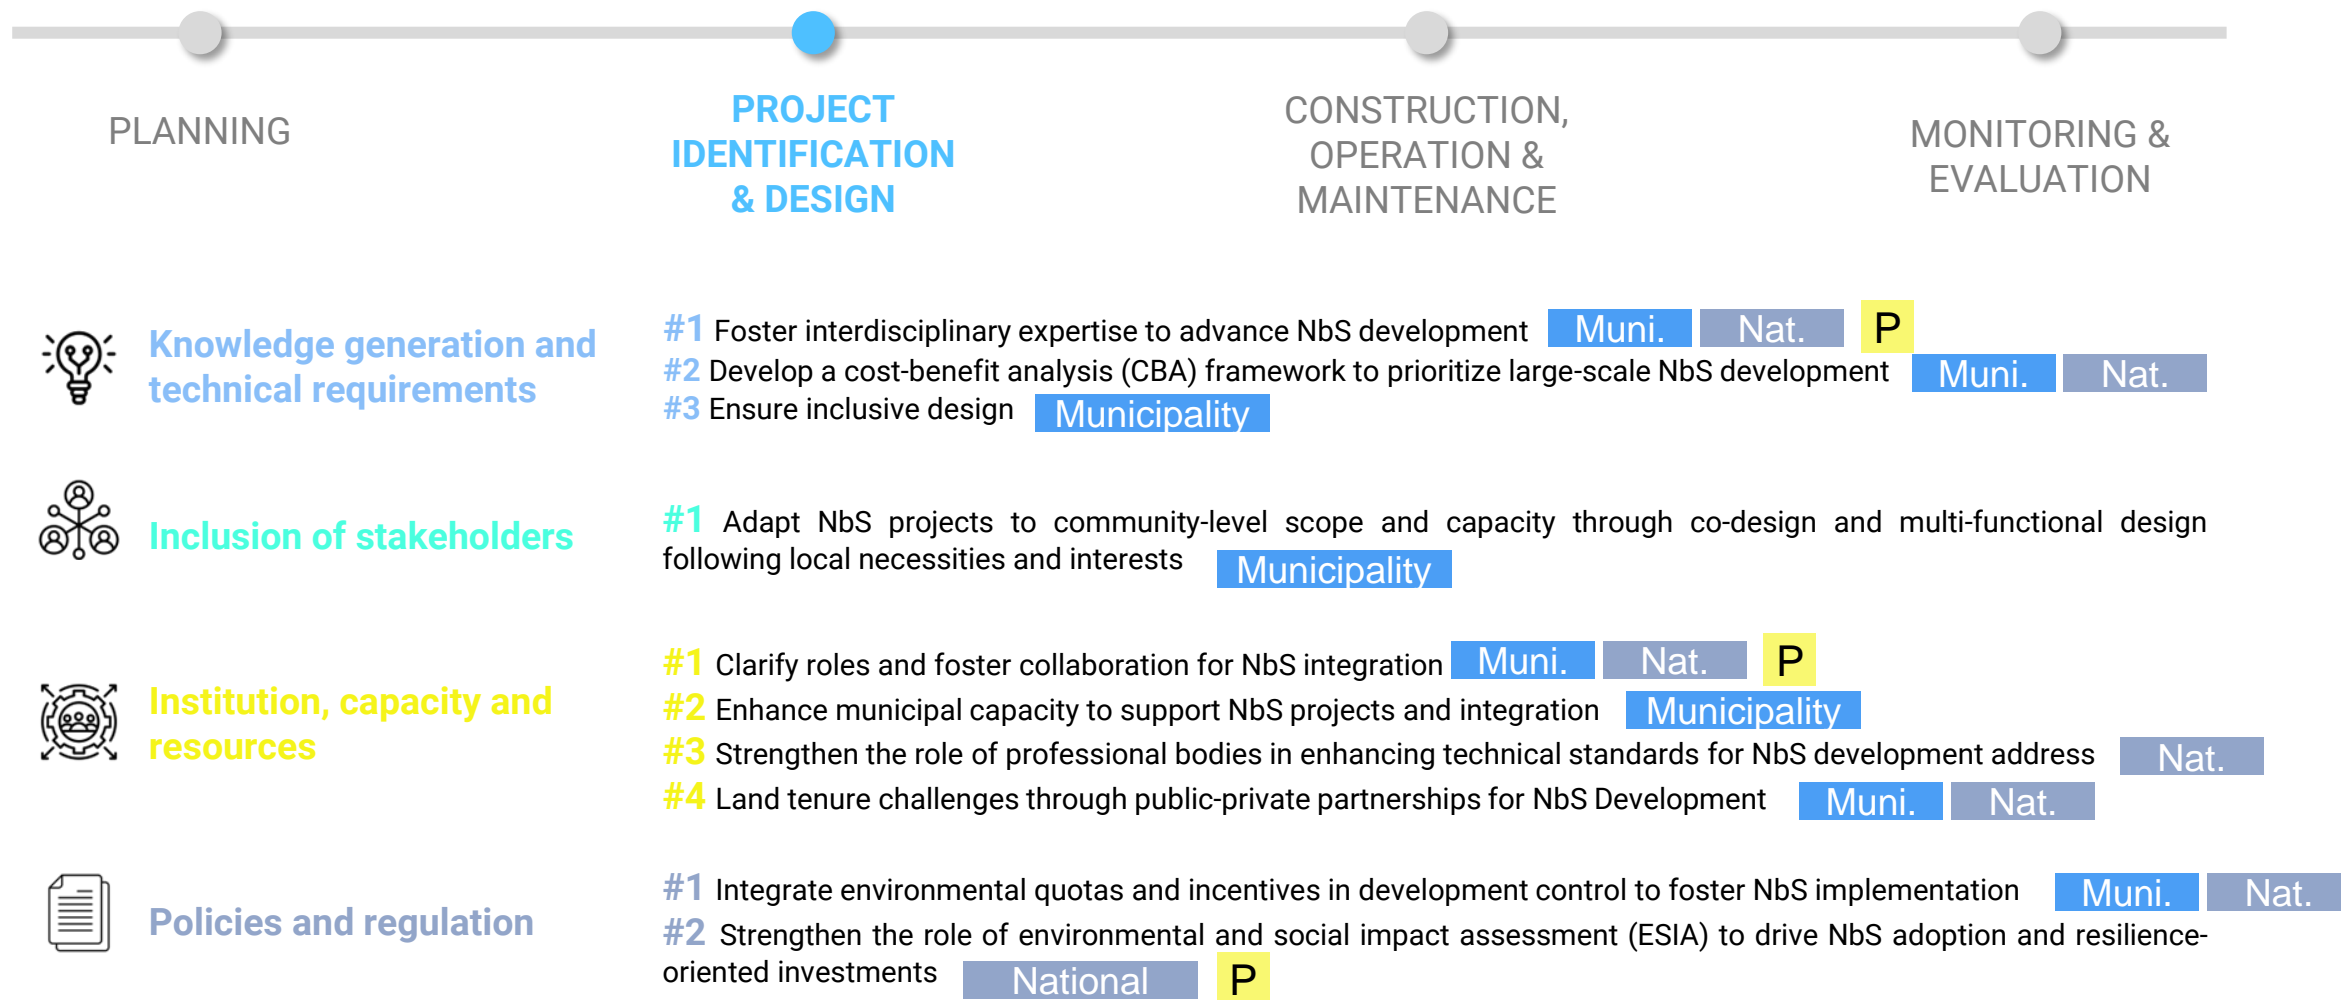 PLANNING
PROJECT
IDENTIFICATION
& DESIGN
CONSTRUCTION,
OPERATION &
MAINTENANCE
MONITORING &
EVALUATION
Knowledge generation and
technical requirements
#1 Foster interdisciplinary expertise to advance NbS development Muni. Nat. P
#2 Develop a cost-benefit analysis (CBA) framework to prioritize large-scale NbS development Muni. Nat.
#3 Ensure inclusive design Municipality
Inclusion of stakeholders
#1 Adapt NbS projects to community-level scope and capacity through co-design and multi-functional design
following local necessities and interests Municipality
Institution, capacity and
resources
#1 Clarify roles and foster collaboration for NbS integration Muni. Nat. P
#2 Enhance municipal capacity to support NbS projects and integration Municipality
#3 Strengthen the role of professional bodies in enhancing technical standards for NbS development address Nat.
#4 Land tenure challenges through public-private partnerships for NbS Development Muni. Nat.
Policies and regulation
#1 Integrate environmental quotas and incentives in development control to foster NbS implementation Muni. Nat.
#2 Strengthen the role of environmental and social impact assessment (ESIA) to drive NbS adoption and resilience-
oriented investments National P